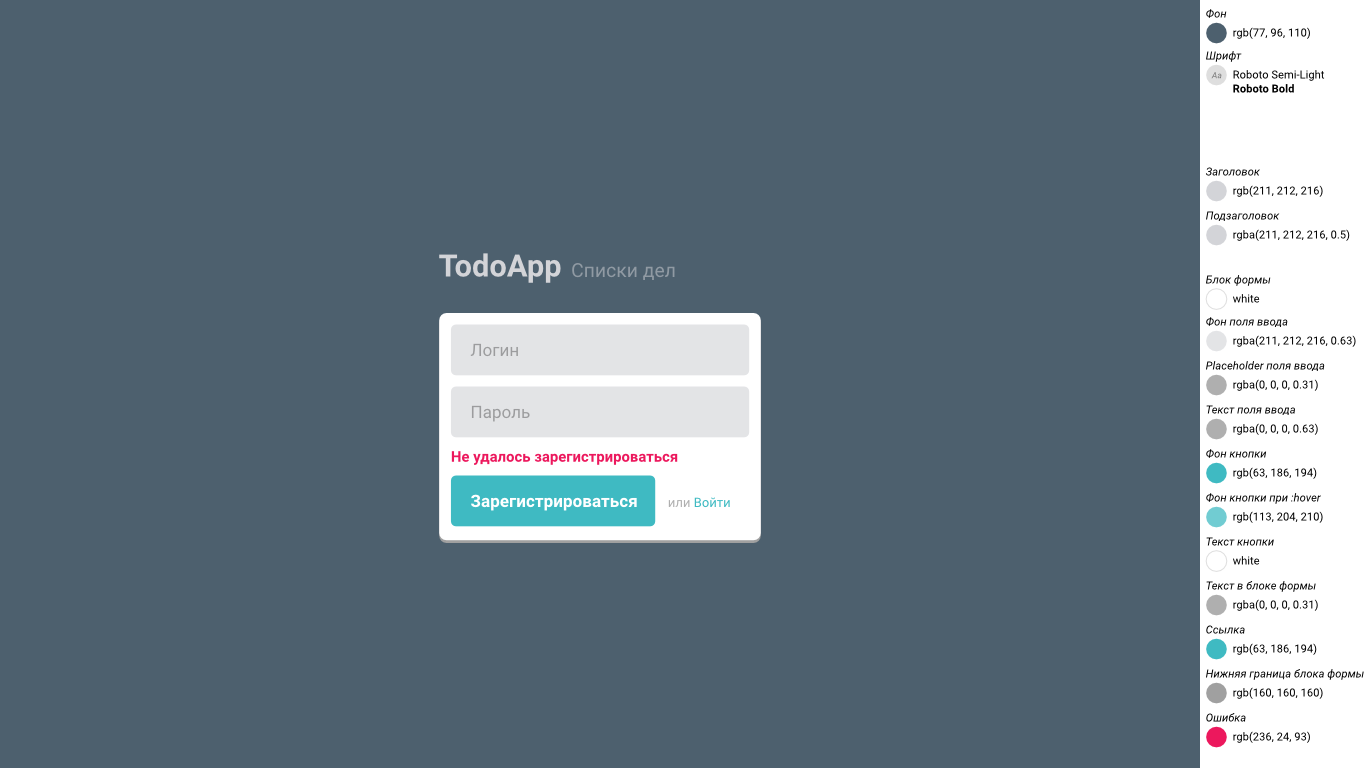 TodoApp Списки дел
Логин
Пароль
Не удалось зарегистрироваться
Зарегистрироваться или Войти
Фон
rgb(77, 96, 110)
Шрифт
Aa Roboto Semi-Light
Roboto Bold
Заголовок
rgb(211, 212, 216)
Подзаголовок
rgba(211, 212, 216, 0.5)
Блок формы
white
Фон поля ввода
rgba(211, 212, 216, 0.63)
Placeholder поля ввода
rgba(0, 0, 0, 0.31)
Текст поля ввода
rgba(0, 0, 0, 0.63)
Фон кнопки
rgb(63, 186, 194)
Фон кнопки при :hover
rgb(113, 204, 210)
Текст кнопки
white
Текст в блоке формы
rgba(0, 0, 0, 0.31)
Ссылка
rgb(63, 186, 194)
Нижняя граница блока формы
rgb(160, 160, 160)
Ошибка
rgb(236, 24, 93)